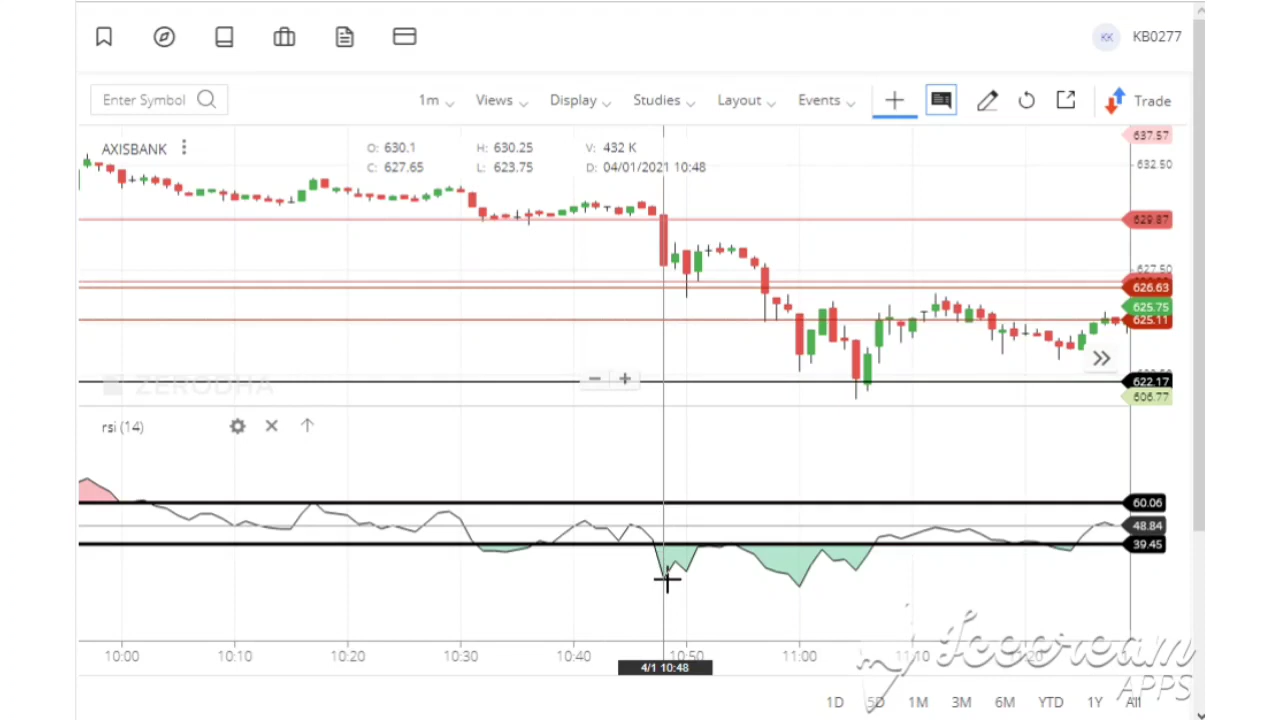 KK KB0277
Enter Symbol 1m Views Display Studies Layout Events Trade
637.57
AXISBANK O: 630.1 H: 630.25 V: 432 K
632.50
C: 627.65 L: 623.75 D: 04/01/2021 10:48
629.87
627.50
626.63
625.75
625.11
ZERODHA
622.17
606.77
rsi (14)
60.06
48.84
39.45
10:00 10:10 10:20 10:30 10:40 10:50 11:00 11:10 11:20
4/1 10:48
Icecream
APPS
1D 5D 1M 3M 6M YTD 1Y All